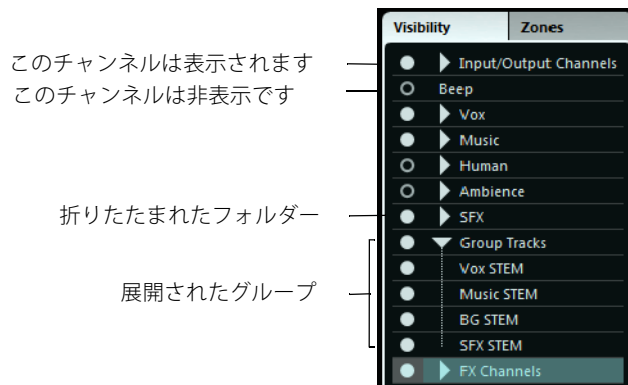 Visibility
Zones
このチャンネルは表示されます
Input/Output Channels
このチャンネルは非表示です
Beep
Vox
Music
Human
Ambience
折りたたまれたフォルダー
SFX
Group Tracks
Vox STEM
展開されたグループ
Music STEM
BG STEM
SFX STEM
FX Channels